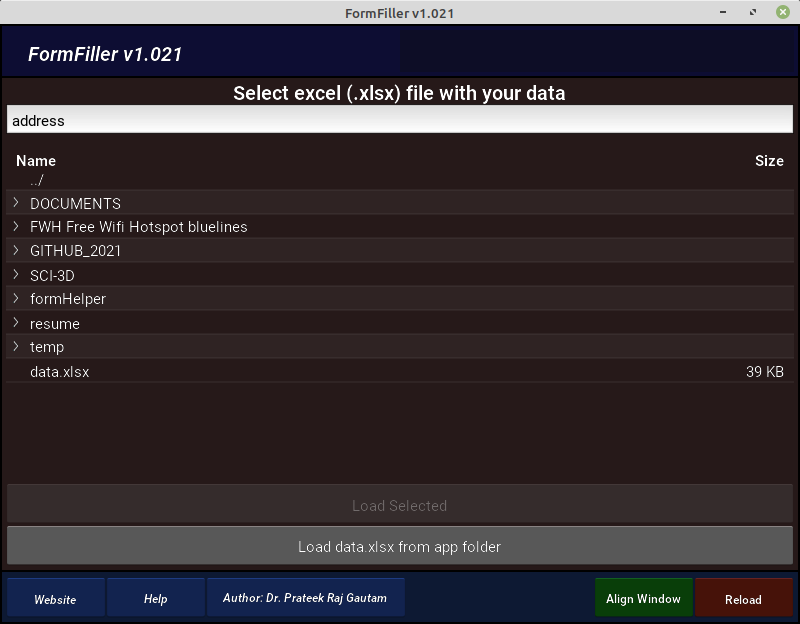 FormFiller v1.021
FormFiller v1.021
Select excel (.xlsx) file with your data
address
Name Size
../
DOCUMENTS
FWH Free Wifi Hotspot bluelines
GITHUB_2021
SCI-3D
formHelper
resume
temp
data.xlsx 39 KB
Load Selected
Load data.xlsx from app folder
Website Help Author: Dr. Prateek Raj Gautam Align Window Reload